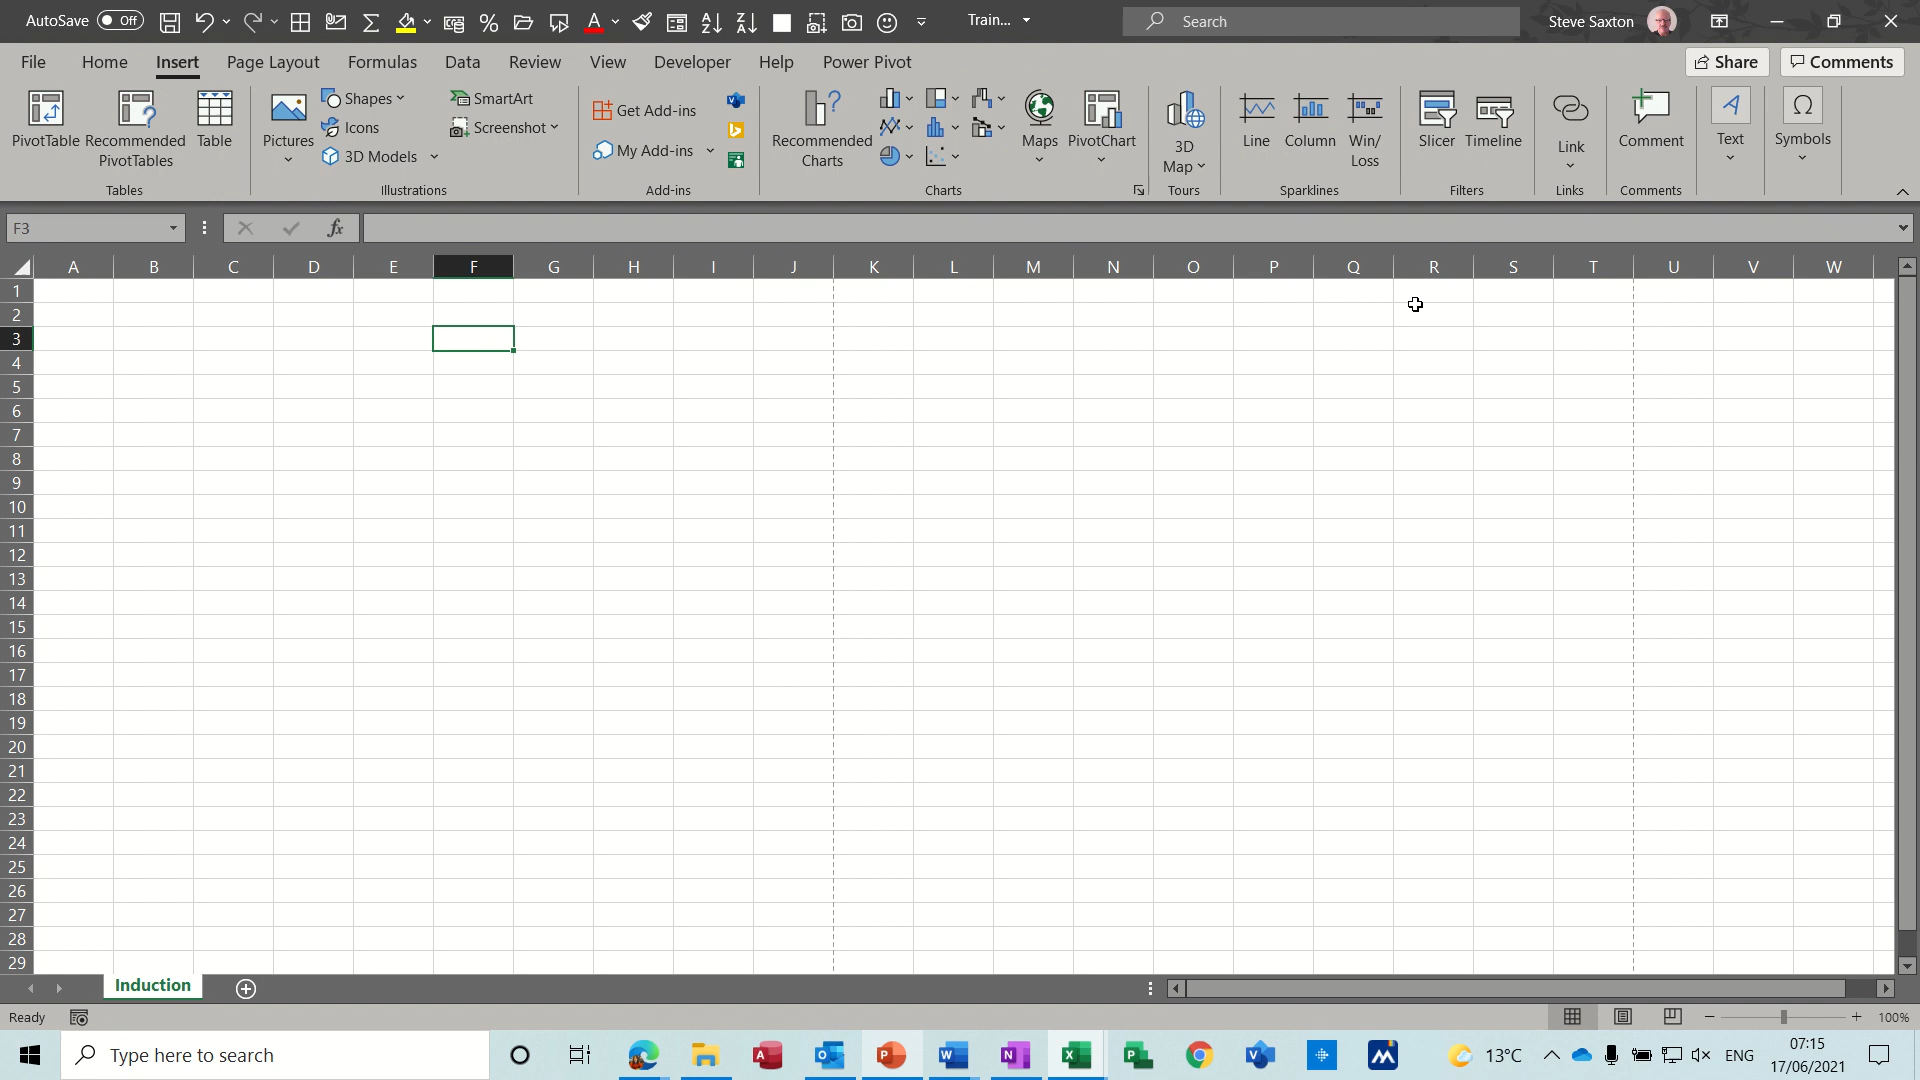 AutoSave Off Train... Search Steve Saxton
File Home Insert Page Layout Formulas Data Review View Developer Help Power Pivot Share Comments
PivotTable Recommended PivotTables Table
Tables
Pictures Shapes Icons 3D Models SmartArt Screenshot
Illustrations
Get Add-ins
My Add-ins
Add-ins
Recommended Charts Maps PivotChart
Charts
3D Map
Tours
Line Column Win/Loss
Sparklines
Slicer Timeline
Filters
Link
Links
Comment
Comments
Text
Symbols
F3 fx
A B C D E F G H I J K L M N O P Q R S T U V W
1
2
3
4
5
6
7
8
9
10
11
12
13
14
15
16
17
18
19
20
21
22
23
24
25
26
27
28
29
Induction
Ready 100%
Type here to search 13°C ENG 07:15
17/06/2021